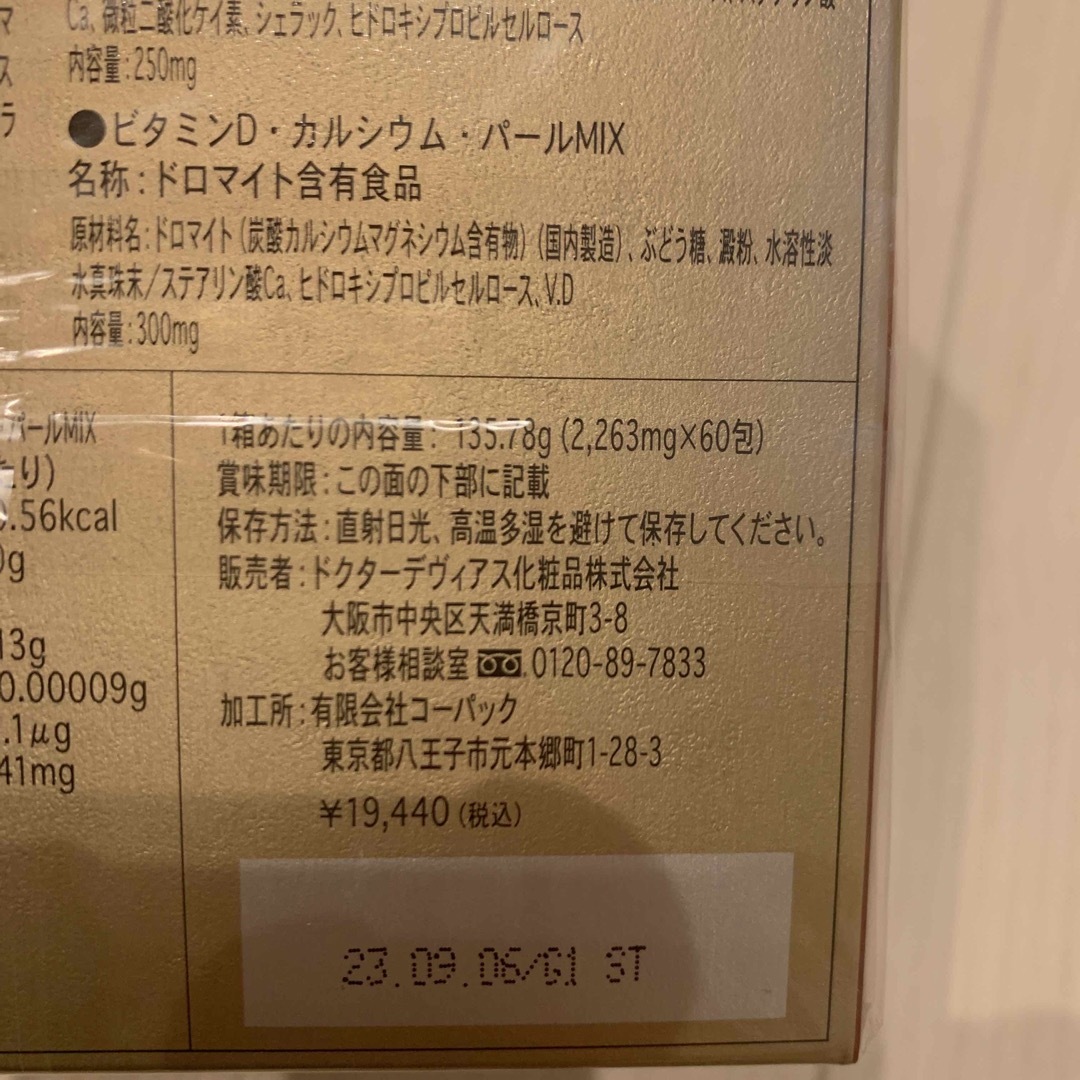 マ
Ca、微粒二酸化ケイ素、シェラック、ヒドロキシプロピルセルロース
ス
内容量:250mg
ラ
●ビタミンD・カルシウム・パールMIX
名称:ドロマイト含有食品
原材料名:ドロマイト(炭酸カルシウムマグネシウム含有物)(国内製造)、ぶどう糖、澱粉、水溶性淡
水真珠末/ステアリン酸Ca、ヒドロキシプロピルセルロース、V.D
内容量:300mg
パールMIX
たり)
.56kcal
g
13g
0.00009g
.1μg
41mg
1箱あたりの内容量: 135.78g(2,263mg×60包)
賞味期限:この面の下部に記載
保存方法:直射日光、高温多湿を避けて保存してください。
販売者:ドクターデヴィアス化粧品株式会社
大阪市中央区天満橋京町3-8
お客様相談室 0120-89-7833
加工所:有限会社コーパック
東京都八王子市元本郷町1-28-3
¥19,440(税込)
23.09.06/G1 ST